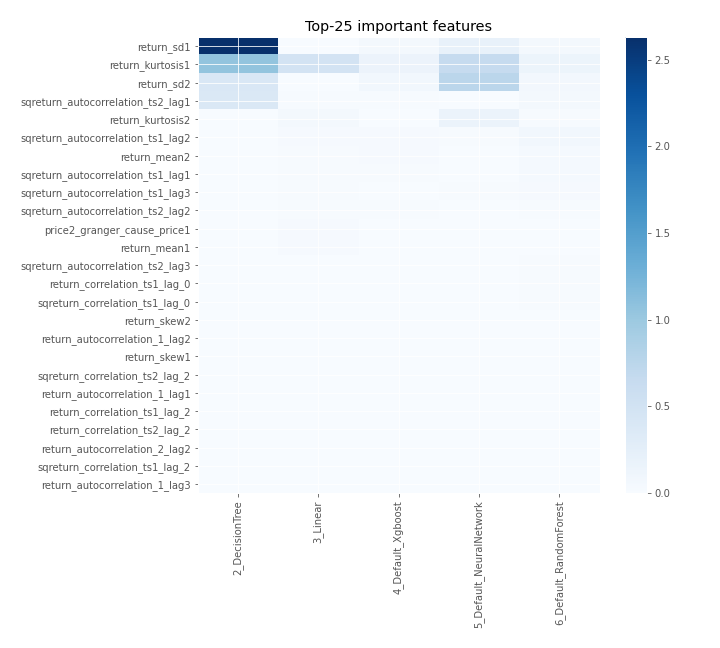 Top-25 important features
return_sd1
return_kurtosis1
return_sd2
sqreturn_autocorrelation_ts2_lag1
return_kurtosis2
sqreturn_autocorrelation_ts1_lag2
return_mean2
sqreturn_autocorrelation_ts1_lag1
sqreturn_autocorrelation_ts1_lag3
sqreturn_autocorrelation_ts2_lag2
price2_granger_cause_price1
return_mean1
sqreturn_autocorrelation_ts2_lag3
return_correlation_ts1_lag_0
sqreturn_correlation_ts1_lag_0
return_skew2
return_autocorrelation_1_lag2
return_skew1
sqreturn_correlation_ts2_lag_2
return_autocorrelation_1_lag1
return_correlation_ts1_lag_2
return_correlation_ts2_lag_2
return_autocorrelation_2_lag2
sqreturn_correlation_ts1_lag_2
return_autocorrelation_1_lag3
2_DecisionTree
3_Linear
4_Default_Xgboost
5_Default_NeuralNetwork
6_Default_RandomForest
2.5
2.0
1.5
1.0
0.5
0.0